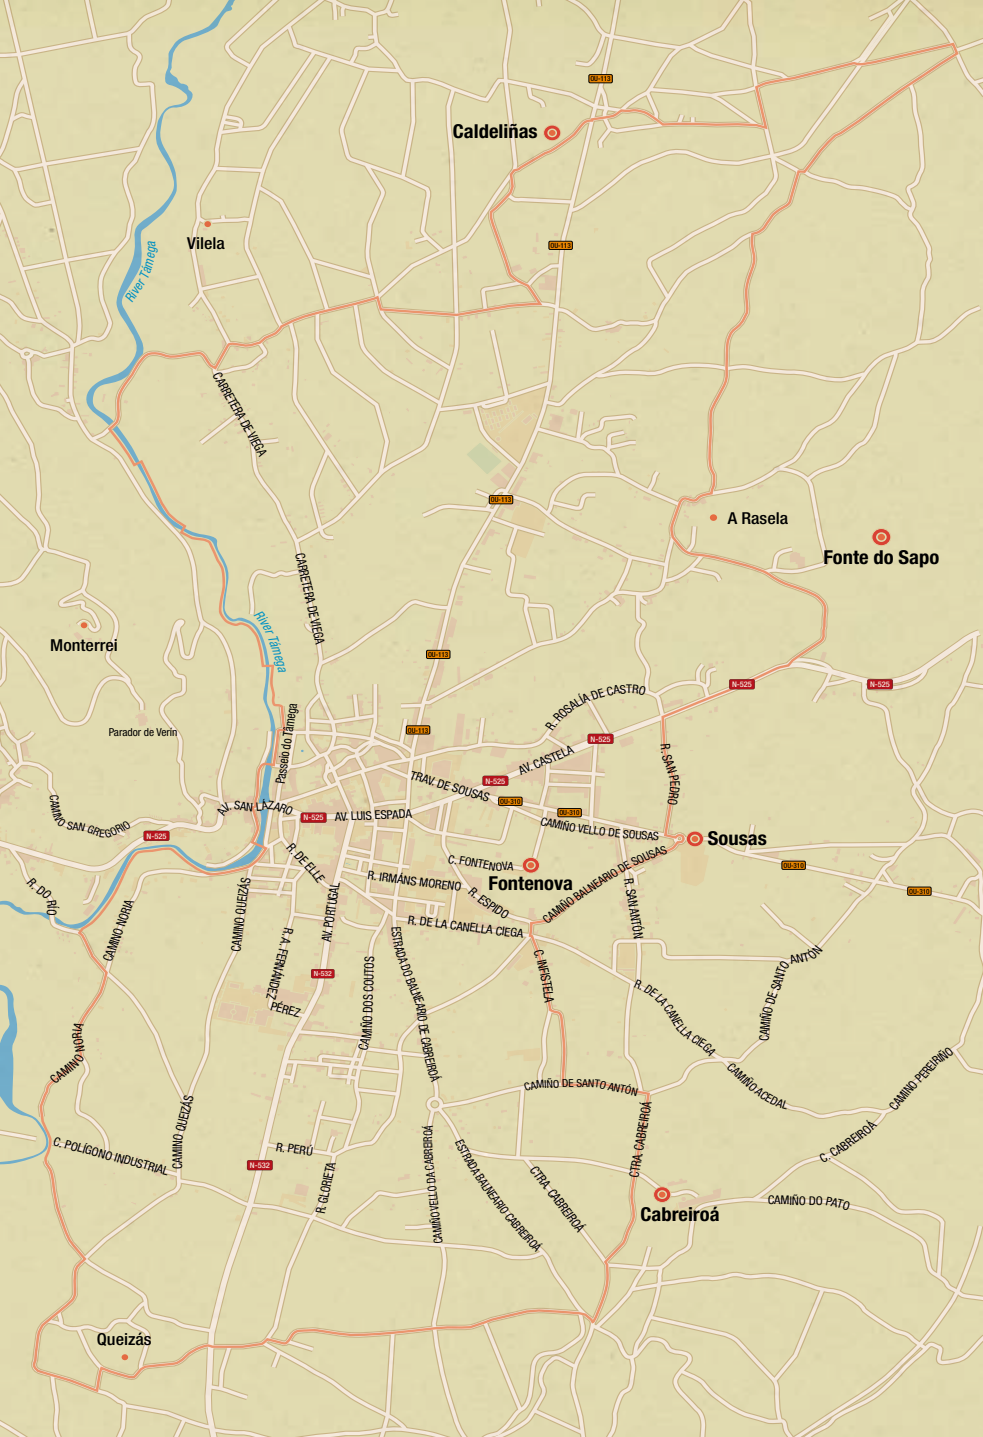 OU-113
Caldeliñas
Vilela
OU-113
River Támega
CARRETERA DE VIEGA
OU-113
A Rasela
Fonte do Sapo
CARRETERA DE VIEGA
River Támega
Monterrei
OU-113
N-525
N-525
R. ROSALÍA DE CASTRO
Parador de Verín
Passeio do Támega
OU-113
N-525
AV. CASTELA
R. SAN PEDRO
TRAV. DE SOUSAS
N-525
OU-310
OU-310
AV. SAN LÁZARO
N-525
AV. LUIS ESPADA
CAMINO SAN GREGORIO
N-525
CAMIÑO VELLO DE SOUSAS
Sousas
R. DE ELLE
C. FONTENOVA
Fontenova
OU-310
OU-310
R. DO RÍO
CAMINO NORIA
CAMINO QUEIZÁS
R. IRMÁNS MORENO
R. ESPIDO
CAMIÑO BALNEARIO DE SOUSAS
R. SAN ANTÓN
AV. PORTUGAL
R. DE LA CANELLA CIEGA
R. A. FERNÁNDEZ
PÉREZ
N-532
ESTRADA DO BALNEARIO DE CABREIROÁ
CAMIÑO DOS COUTOS
C. INFISTELA
R. DE LA CANELLA CIEGA
CAMIÑO DE SANTO ANTÓN
CAMINO NORIA
CAMIÑO DE SANTO ANTÓN
CAMIÑO ACEDAL
CAMINO PEREIRIÑO
CAMINO QUEIZÁS
C. POLÍGONO INDUSTRIAL
R. PERÚ
N-532
R. GLORIETA
CAMIÑO VELLO DA CABREIROÁ
ESTRADA BALNEARIO CABREIROÁ
CTRA. CABREIROÁ
CTRA. CABREIROÁ
C. CABREIROÁ
Cabreiroá
CAMIÑO DO PATO
Queizás